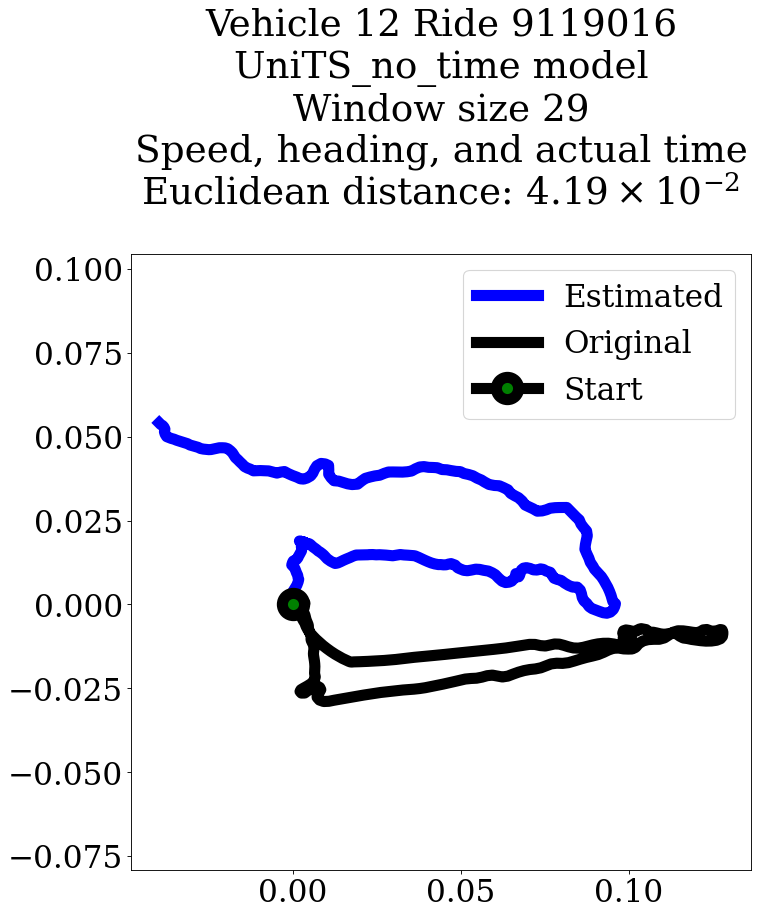 Vehicle 12 Ride 9119016
UniTS_no_time model
Window size 29
Speed, heading, and actual time
Euclidean distance: 4.19 × 10⁻²
Estimated
Original
Start
0.100
0.075
0.050
0.025
0.000
−0.025
−0.050
−0.075
0.00 0.05 0.10